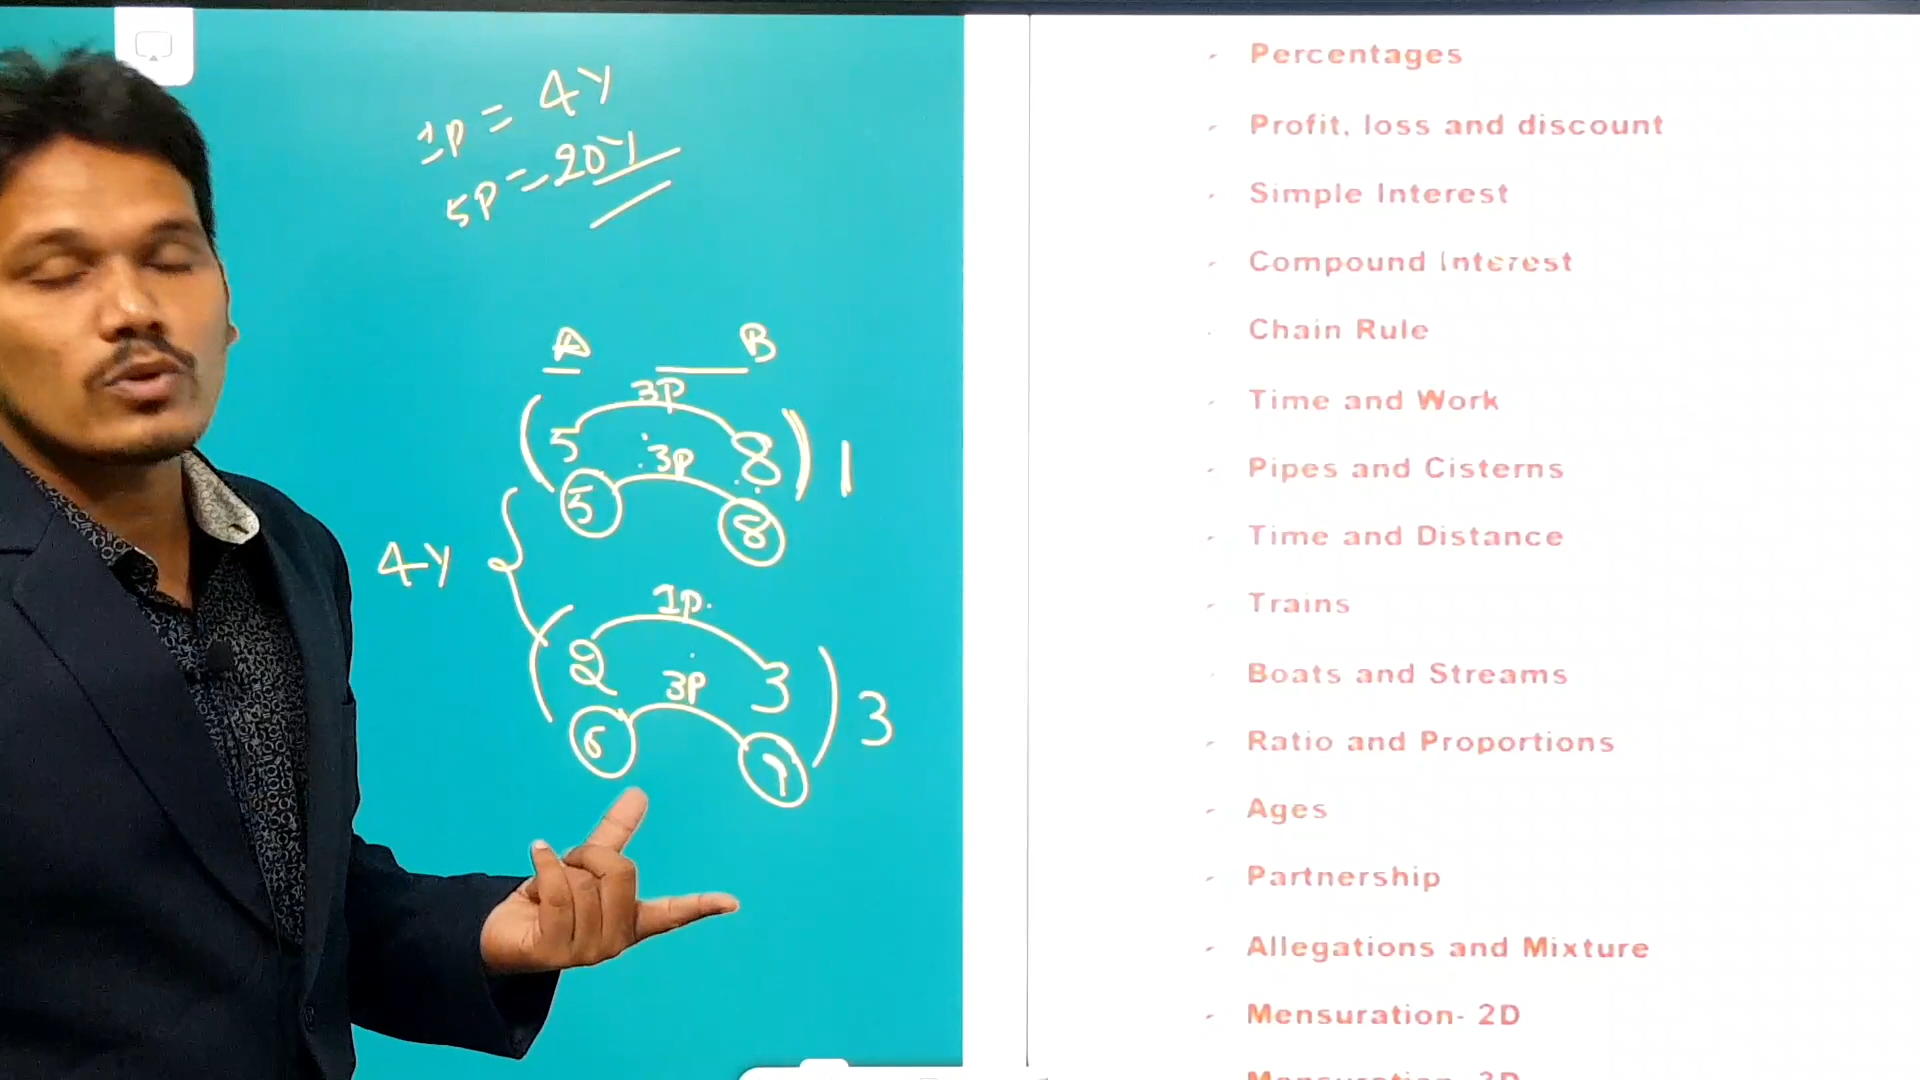 1P = 4Y
5P = 20Y
A B
3P
5 8
3P
5 8
1
4Y
1P.
2 3
3P
6 9
3
Percentages
Profit, loss and discount
Simple Interest
Compound Interest
Chain Rule
Time and Work
Pipes and Cisterns
Time and Distance
Trains
Boats and Streams
Ratio and Proportions
Ages
Partnership
Allegations and Mixture
Mensuration- 2D
Mensuration- 3D